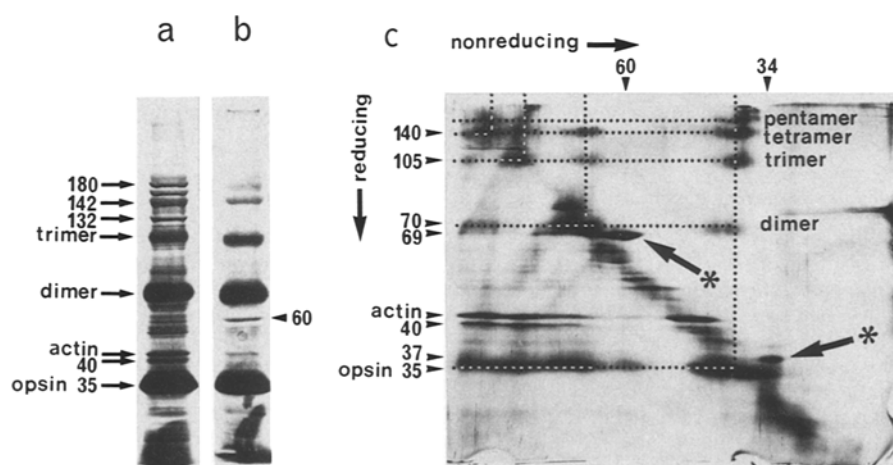 a b c
nonreducing
60 34
reducing
180
142
132
trimer
dimer
60
actin
40
opsin 35
140
105
70
69
actin
40
37
opsin 35
pentamer
tetramer
trimer
dimer
*
*